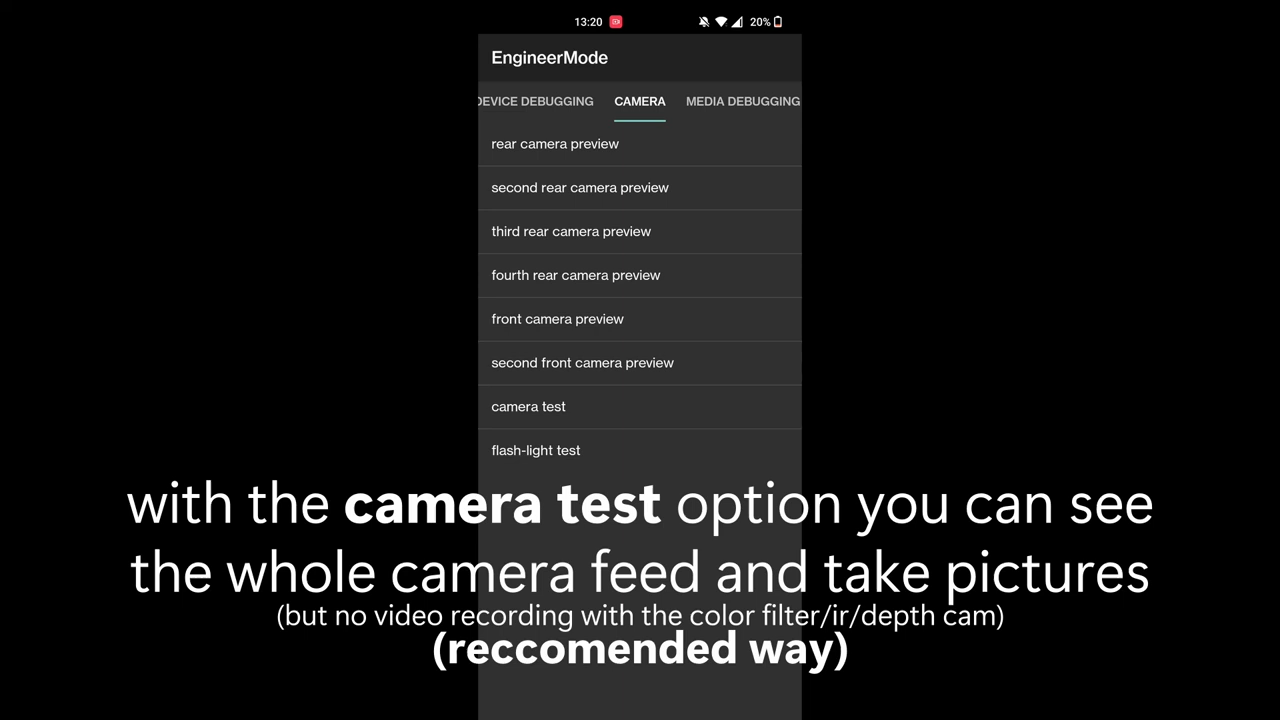 13:20 20%
EngineerMode
DEVICE DEBUGGING CAMERA MEDIA DEBUGGING
rear camera preview
second rear camera preview
third rear camera preview
fourth rear camera preview
front camera preview
second front camera preview
camera test
flash-light test
with the camera test option you can see
the whole camera feed and take pictures
(but no video recording with the color filter/ir/depth cam)
(reccomended way)